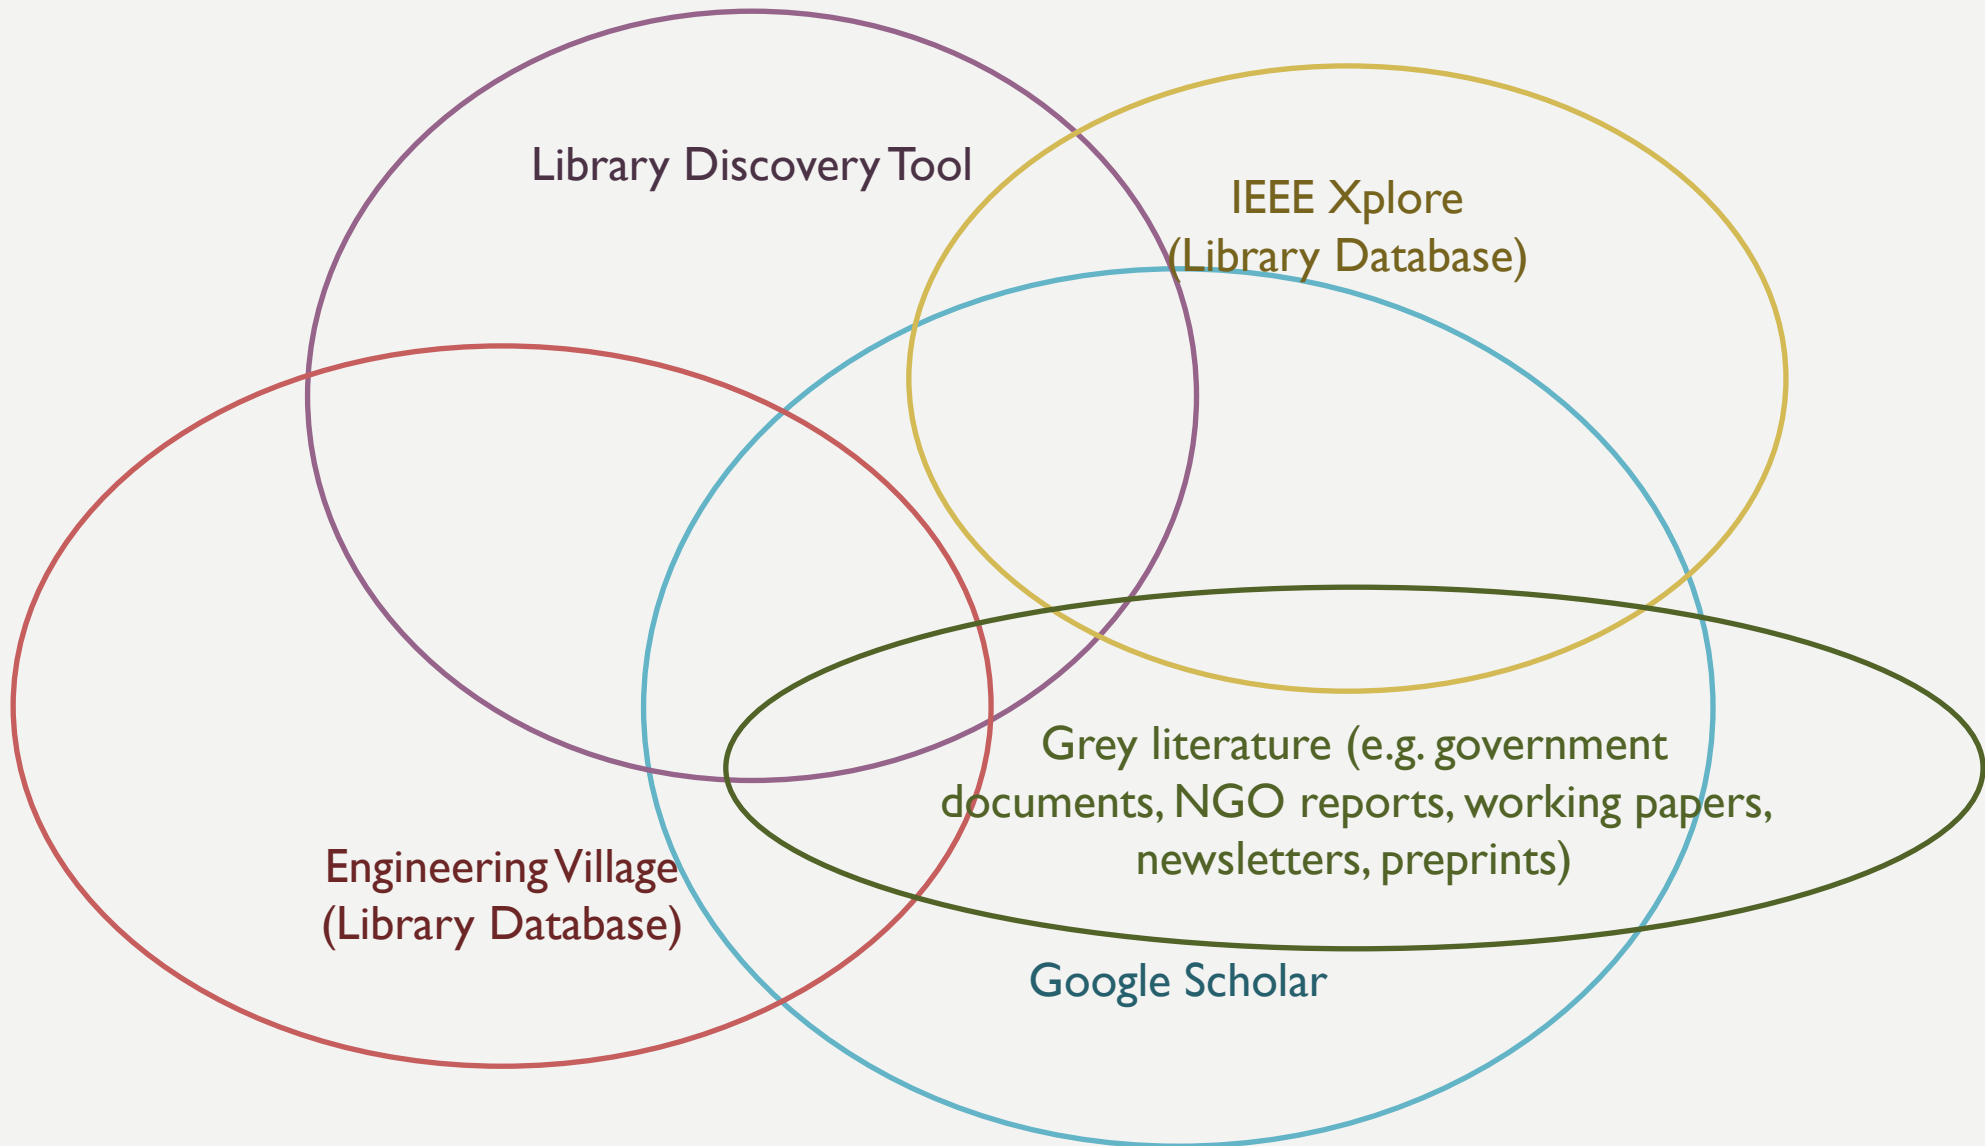 Library Discovery Tool
IEEE Xplore
(Library Database)
Grey literature (e.g. government
documents, NGO reports, working papers,
newsletters, preprints)
Engineering Village
(Library Database)
Google Scholar